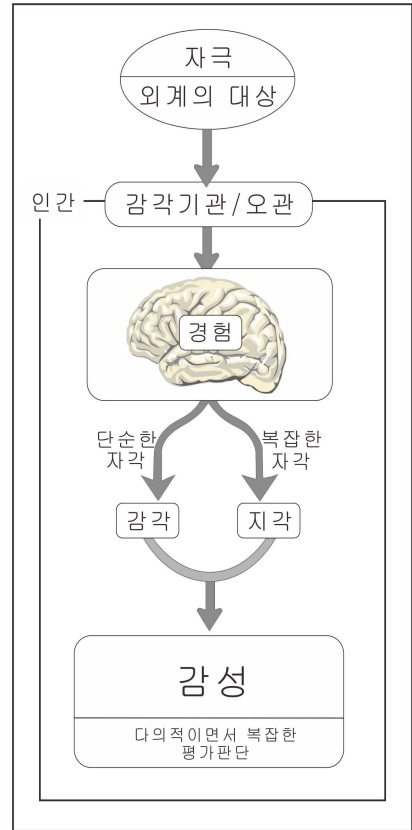 자극
외계의 대상
인간
감각기관/오관
경험
단순한
자각
복잡한
자각
감각
지각
감성
다의적이면서 복잡한
평가판단